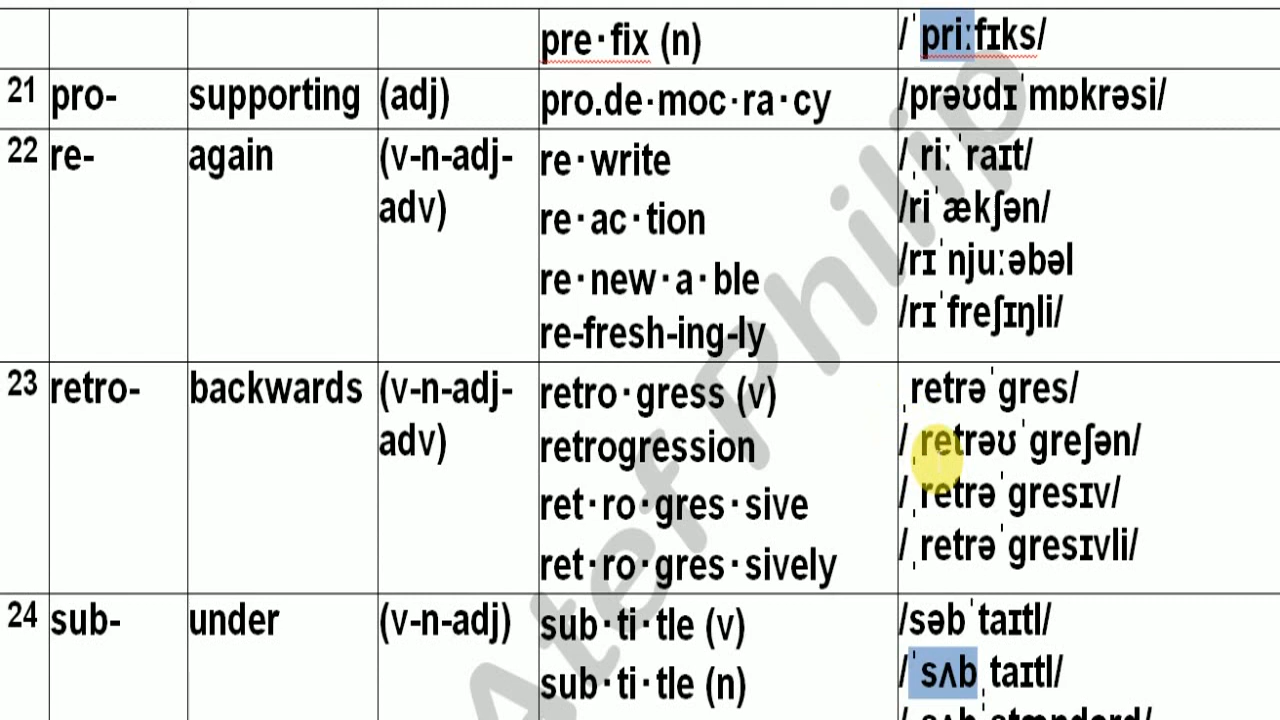 pre·fix (n) /ˈpriːfɪks/
21 pro- supporting (adj) pro.de·moc·ra·cy /prəʊdɪˈmɒkrəsi/
22 re- again (v-n-adj- re·write /ˌriːˈraɪt/
adv) re·ac·tion /riˈækʃən/
re·new·a·ble /rɪˈnjuːəbəl
re-fresh-ing-ly /rɪˈfreʃɪŋli/
23 retro- backwards (v-n-adj- retro·gress (v) ˌretrəˈgres/
adv) retrogression /ˌretrəʊˈgreʃən/
ret·ro·gres·sive /ˌretrəˈgresɪv/
ret·ro·gres·sively /ˌretrəˈgresɪvli/
24 sub- under (v-n-adj) sub·ti·tle (v) /səbˈtaɪtl/
sub·ti·tle (n) /ˈsʌbˌtaɪtl/
Atef Philip